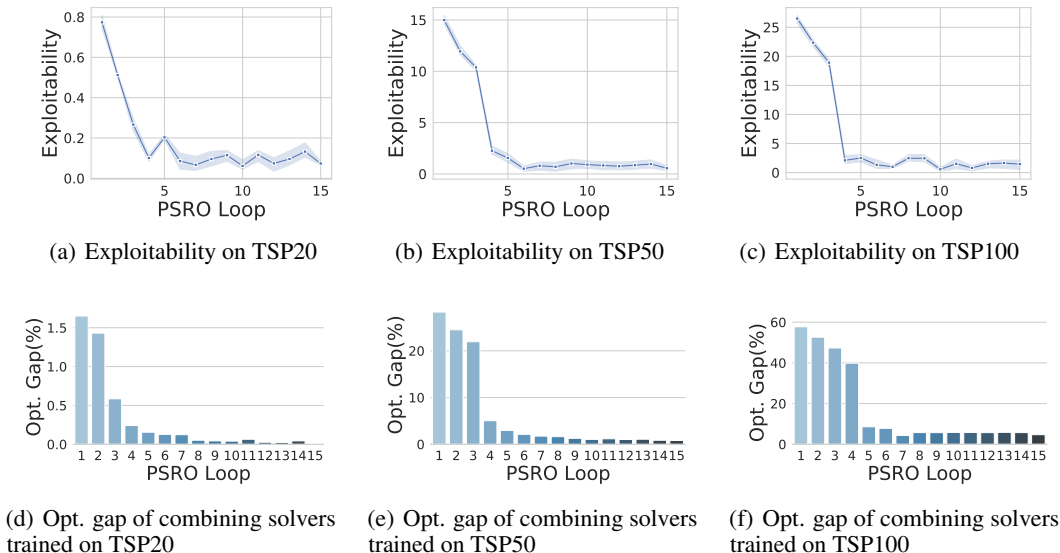 0.8
0.6
0.4
0.2
0.0
Exploitability
5
10
15
PSRO Loop
(a) Exploitability on TSP20
15
10
5
0
Exploitability
5
10
15
PSRO Loop
(b) Exploitability on TSP50
25
20
15
10
5
0
Exploitability
5
10
15
PSRO Loop
(c) Exploitability on TSP100
1.5
1.0
0.5
0.0
Opt. Gap(%)
1 2 3 4 5 6 7 8 9 10 11 12 13 14 15
PSRO Loop
(d) Opt. gap of combining solvers
trained on TSP20
20
10
0
Opt. Gap(%)
1 2 3 4 5 6 7 8 9 10 11 12 13 14 15
PSRO Loop
(e) Opt. gap of combining solvers
trained on TSP50
60
40
20
0
Opt. Gap(%)
1 2 3 4 5 6 7 8 9 10 11 12 13 14 15
PSRO Loop
(f) Opt. gap of combining solvers
trained on TSP100